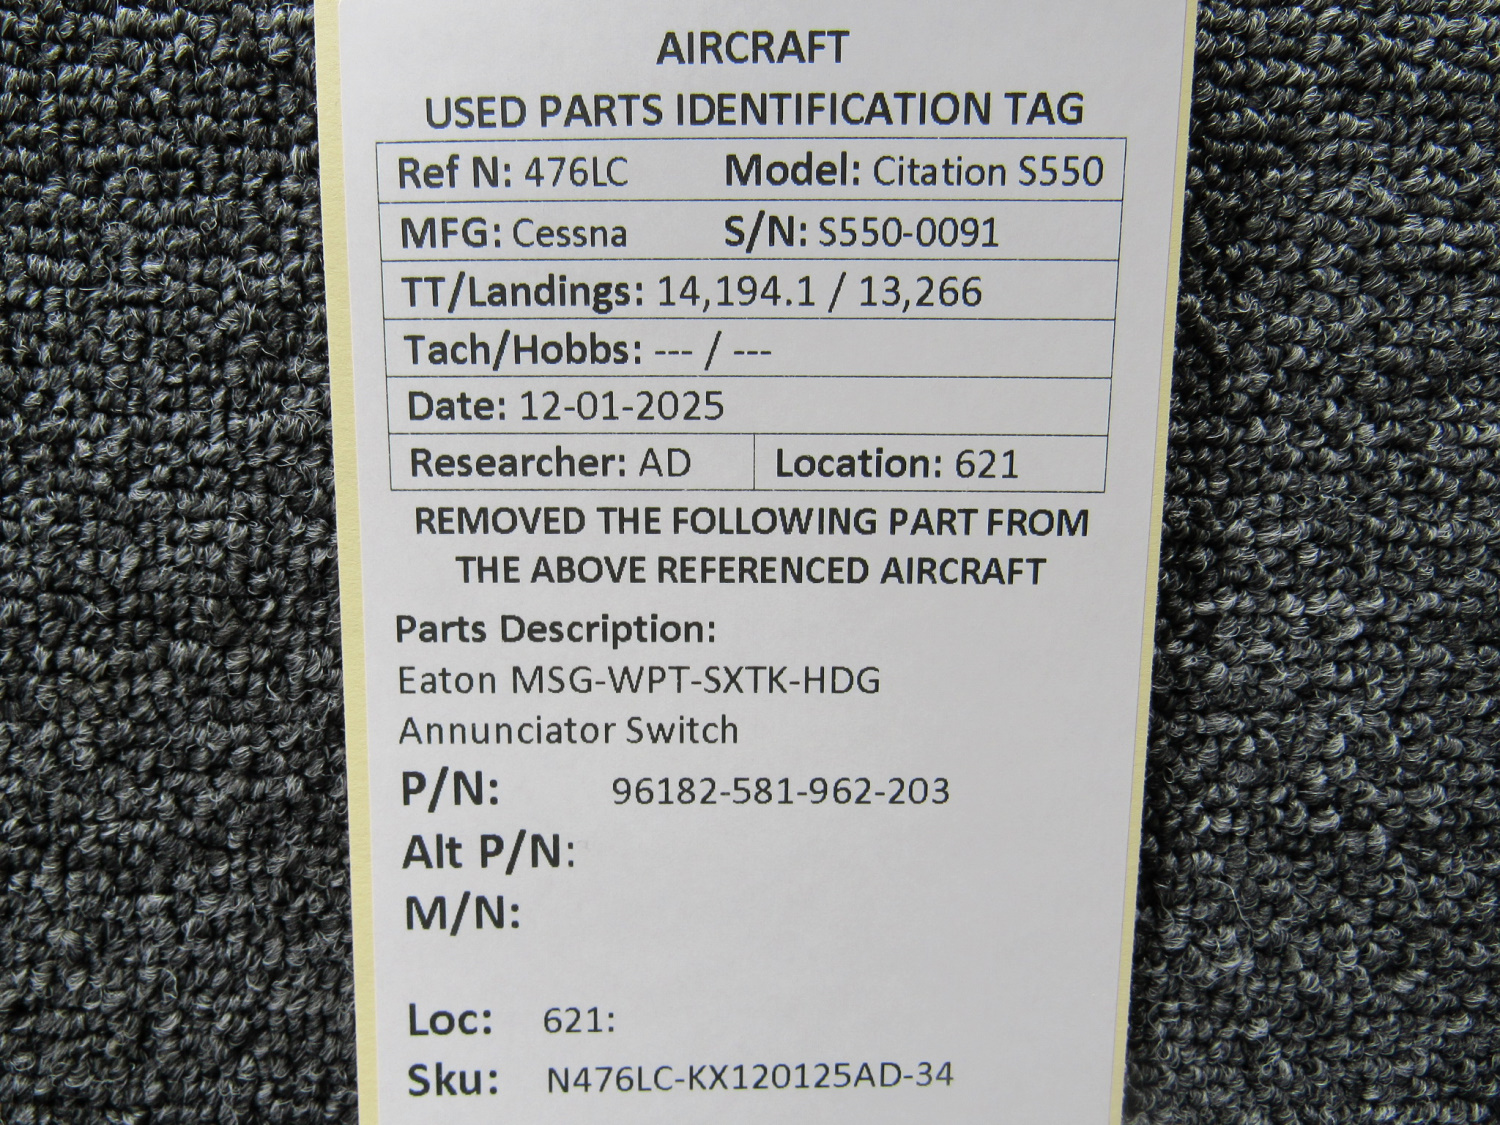 AIRCRAFT
USED PARTS IDENTIFICATION TAG
Ref N: 476LC Model: Citation S550
MFG: Cessna S/N: S550-0091
TT/Landings: 14,194.1 / 13,266
Tach/Hobbs: --- / ---
Date: 12-01-2025
Researcher: AD Location: 621
REMOVED THE FOLLOWING PART FROM
THE ABOVE REFERENCED AIRCRAFT
Parts Description:
Eaton MSG-WPT-SXTK-HDG
Annunciator Switch
P/N: 96182-581-962-203
Alt P/N:
M/N:
Loc: 621:
Sku: N476LC-KX120125AD-34